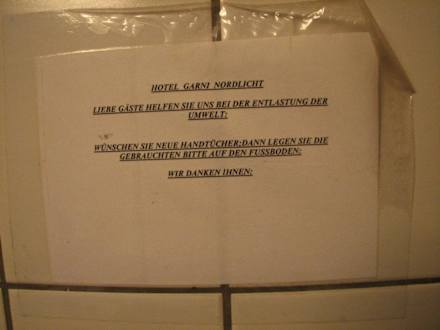 HOTEL GARNI NORDLICHT
LIEBE GÄSTE HELFEN SIE UNS BEI DER ENTLASTUNG DER
UMWELT;
WÜNSCHEN SIE NEUE HANDTÜCHER;DANN LEGEN SIE DIE
GEBRAUCHTEN BITTE AUF DEN FUSSBODEN;
WIR DANKEN IHNEN;